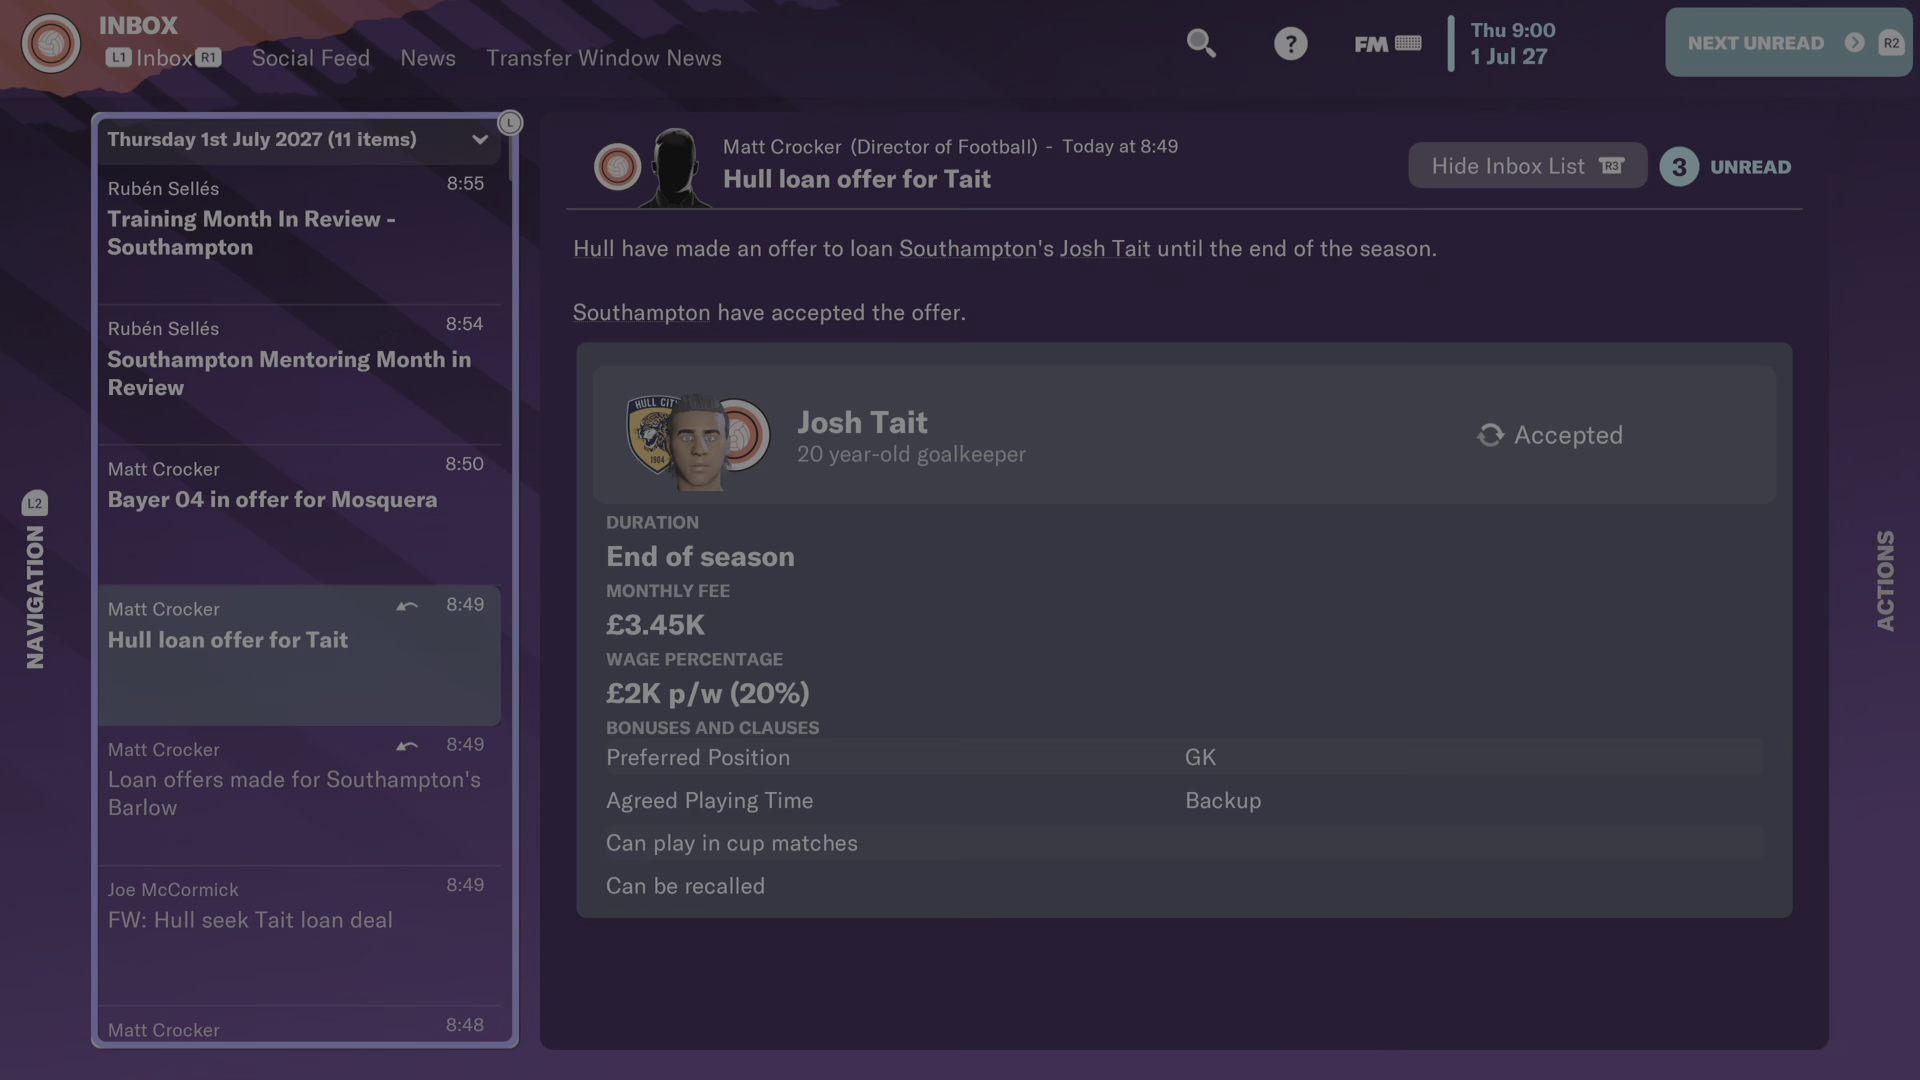 INBOX
L1 Inbox R1 Social Feed News Transfer Window News
?
FM
Thu 9:00
1 Jul 27
NEXT UNREAD R2
Thursday 1st July 2027 (11 items)
L
Rubén Sellés 8:55
Training Month In Review -
Southampton
Rubén Sellés 8:54
Southampton Mentoring Month in
Review
Matt Crocker 8:50
Bayer 04 in offer for Mosquera
Matt Crocker 8:49
Hull loan offer for Tait
Matt Crocker 8:49
Loan offers made for Southampton's
Barlow
Joe McCormick 8:49
FW: Hull seek Tait loan deal
Matt Crocker 8:48
L2
NAVIGATION
Matt Crocker (Director of Football) - Today at 8:49
Hull loan offer for Tait
Hide Inbox List R3
3 UNREAD
Hull have made an offer to loan Southampton's Josh Tait until the end of the season.
Southampton have accepted the offer.
HULL CITY
1904
Josh Tait
20 year-old goalkeeper
Accepted
DURATION
End of season
MONTHLY FEE
£3.45K
WAGE PERCENTAGE
£2K p/w (20%)
BONUSES AND CLAUSES
Preferred Position GK
Agreed Playing Time Backup
Can play in cup matches
Can be recalled
ACTIONS